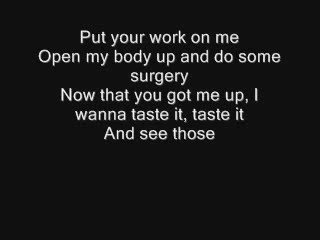 Put your work on me
Open my body up and do some
surgery
Now that you got me up, I
wanna taste it, taste it
And see those